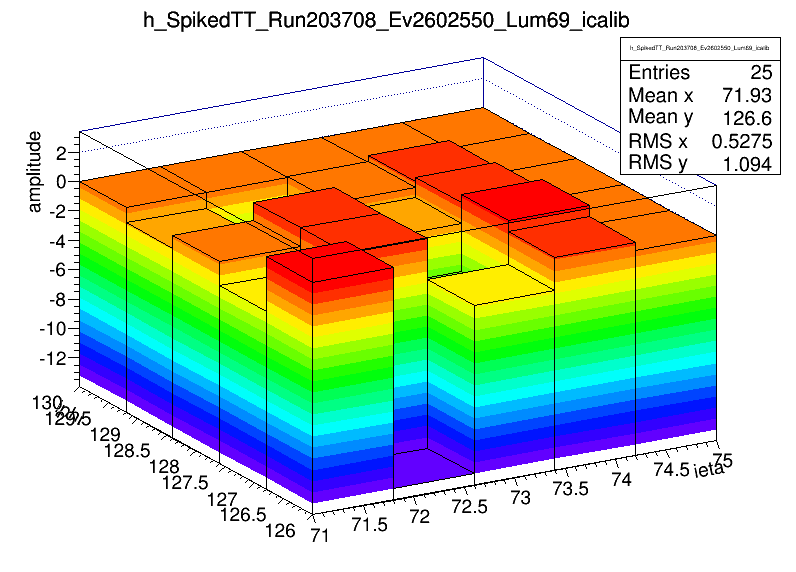 h_SpikedTT_Run203708_Ev2602550_Lum69_icalib
h_SpikedTT_Run203708_Ev2602550_Lum69_icalib
Entries 25
Mean x 71.93
Mean y 126.6
RMS x 0.5275
RMS y 1.094
amplitude
2
0
-2
-4
-6
-8
-10
-12
130
129.5
129
128.5
128
127.5
127
126.5
126
71
71.5
72
72.5
73
73.5
74
74.5
75
ieta